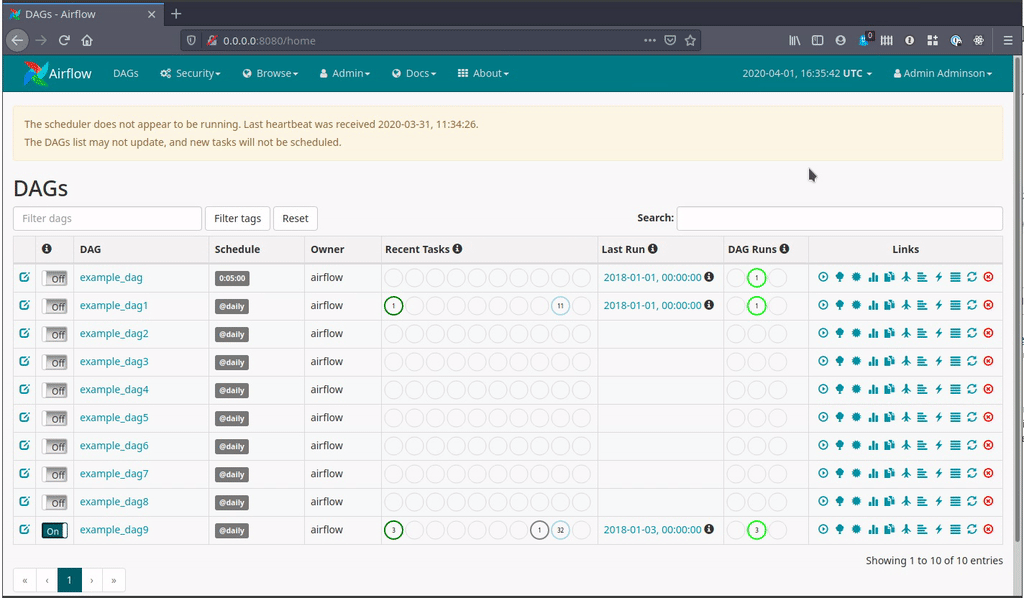 DAGs - Airflow
0.0.0.0:8080/home
0
Airflow DAGs Security Browse Admin Docs About 2020-04-01, 16:35:42 UTC Admin Adminson
The scheduler does not appear to be running. Last heartbeat was received 2020-03-31, 11:34:26.
The DAGs list may not update, and new tasks will not be scheduled.
DAGs
Filter dags Filter tags Reset Search:
DAG Schedule Owner Recent Tasks Last Run DAG Runs Links
Off example_dag 0:05:00 airflow 2018-01-01, 00:00:00 1
Off example_dag1 @daily airflow 1 11 2018-01-01, 00:00:00 1
Off example_dag2 @daily airflow
Off example_dag3 @daily airflow
Off example_dag4 @daily airflow
Off example_dag5 @daily airflow
Off example_dag6 @daily airflow
Off example_dag7 @daily airflow
Off example_dag8 @daily airflow
On example_dag9 @daily airflow 3 1 32 2018-01-03, 00:00:00 3
Showing 1 to 10 of 10 entries
« ‹ 1 › »